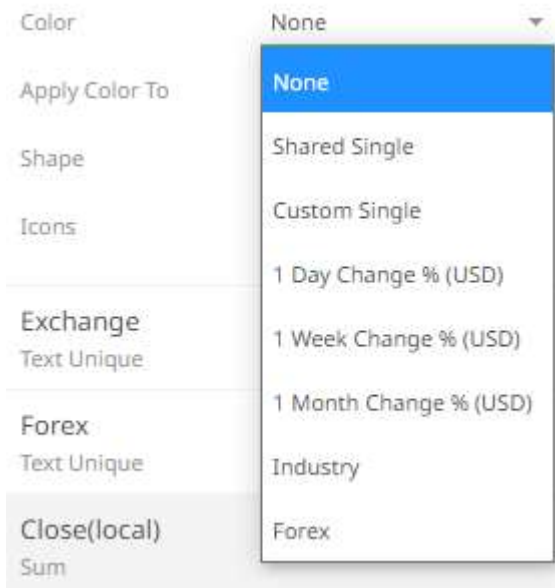 Color None
None
Apply Color To
Shared Single
Shape
Custom Single
Icons
1 Day Change % (USD)
Exchange
1 Week Change % (USD)
Text Unique
1 Month Change % (USD)
Forex
Text Unique
Industry
Close(local)
Forex
Sum